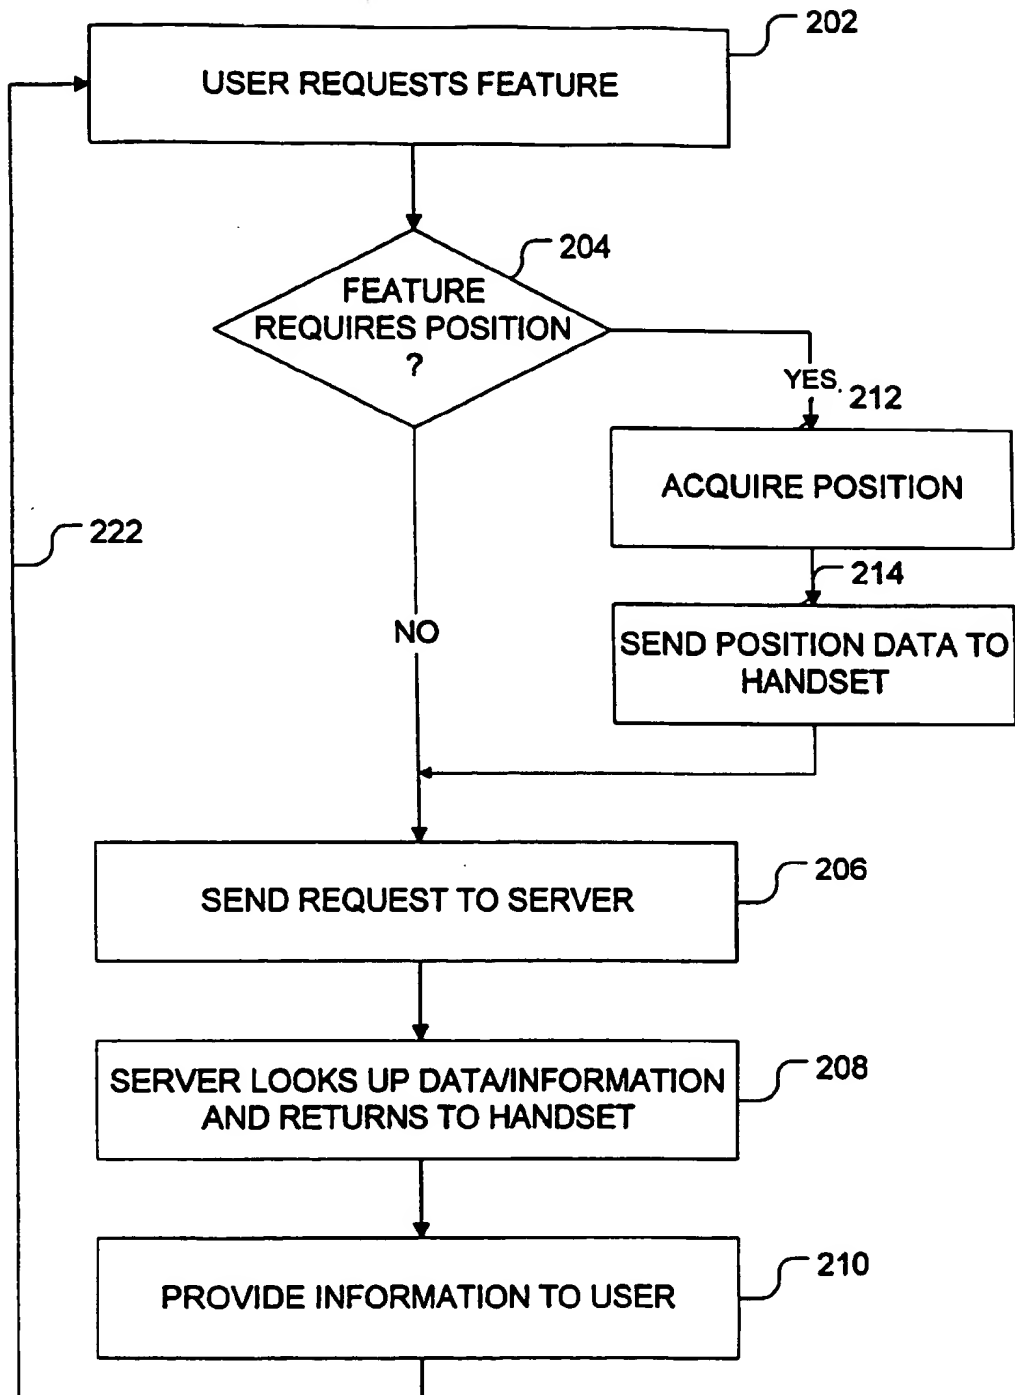 202
USER REQUESTS FEATURE
204
FEATURE
REQUIRES POSITION
?
YES.
212
ACQUIRE POSITION
222
214
NO
SEND POSITION DATA TO
HANDSET
206
SEND REQUEST TO SERVER
208
SERVER LOOKS UP DATA/INFORMATION
AND RETURNS TO HANDSET
210
PROVIDE INFORMATION TO USER